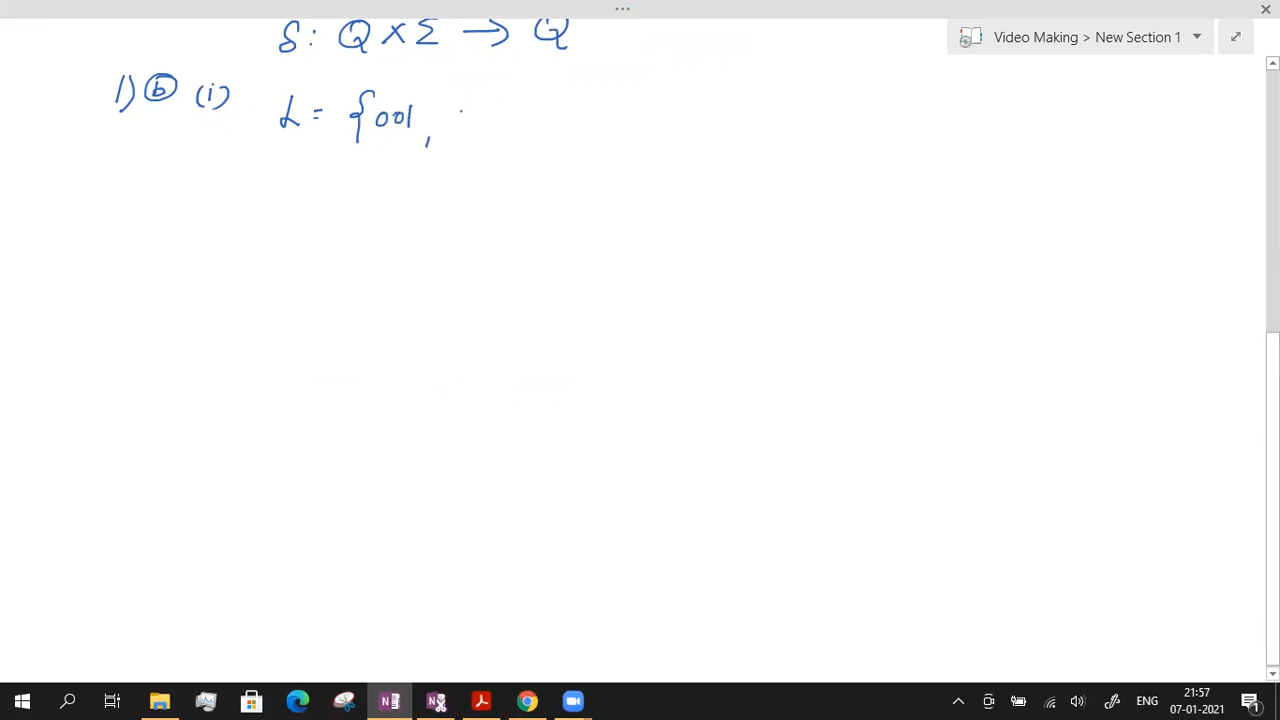 δ: Q × Σ → Q
Video Making > New Section 1
1) b (i) L = {001,
ENG
21:57
07-01-2021